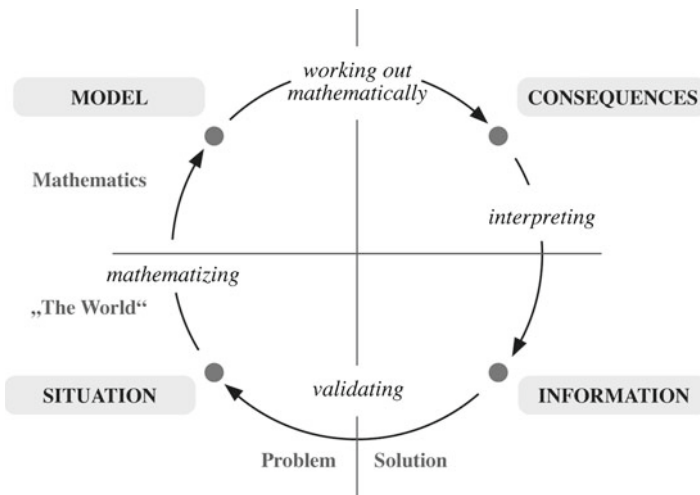 working out
mathematically
MODEL
CONSEQUENCES
Mathematics
interpreting
mathematizing
„The World“
validating
SITUATION
INFORMATION
Problem
Solution